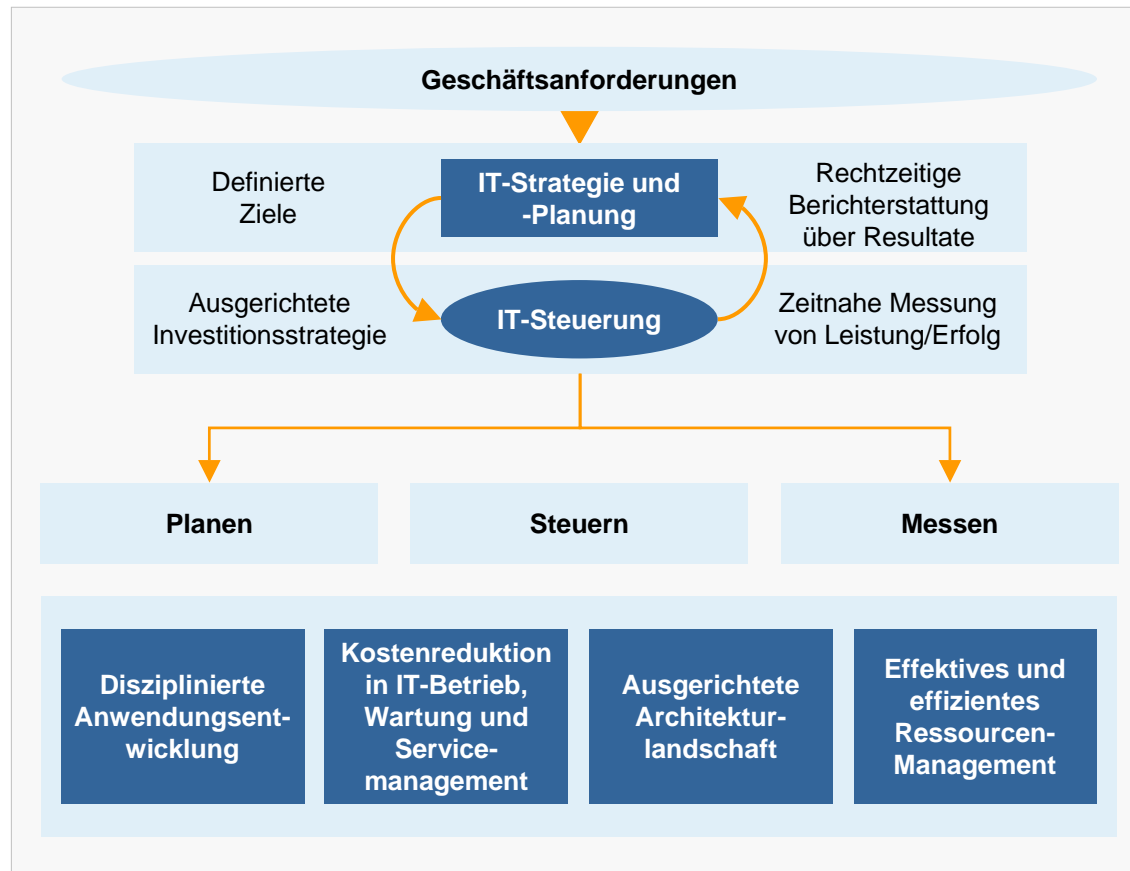 Geschäftsanforderungen
Definierte
Ziele
IT-Strategie und
-Planung
Rechtzeitige
Berichterstattung
über Resultate
Ausgerichtete
Investitionsstrategie
IT-Steuerung
Zeitnahe Messung
von Leistung/Erfolg
Planen
Steuern
Messen
Disziplinierte
Anwendungsent-
wicklung
Kostenreduktion
in IT-Betrieb,
Wartung und
Service-
management
Ausgerichtete
Architektur-
landschaft
Effektives und
effizientes
Ressourcen-
Management